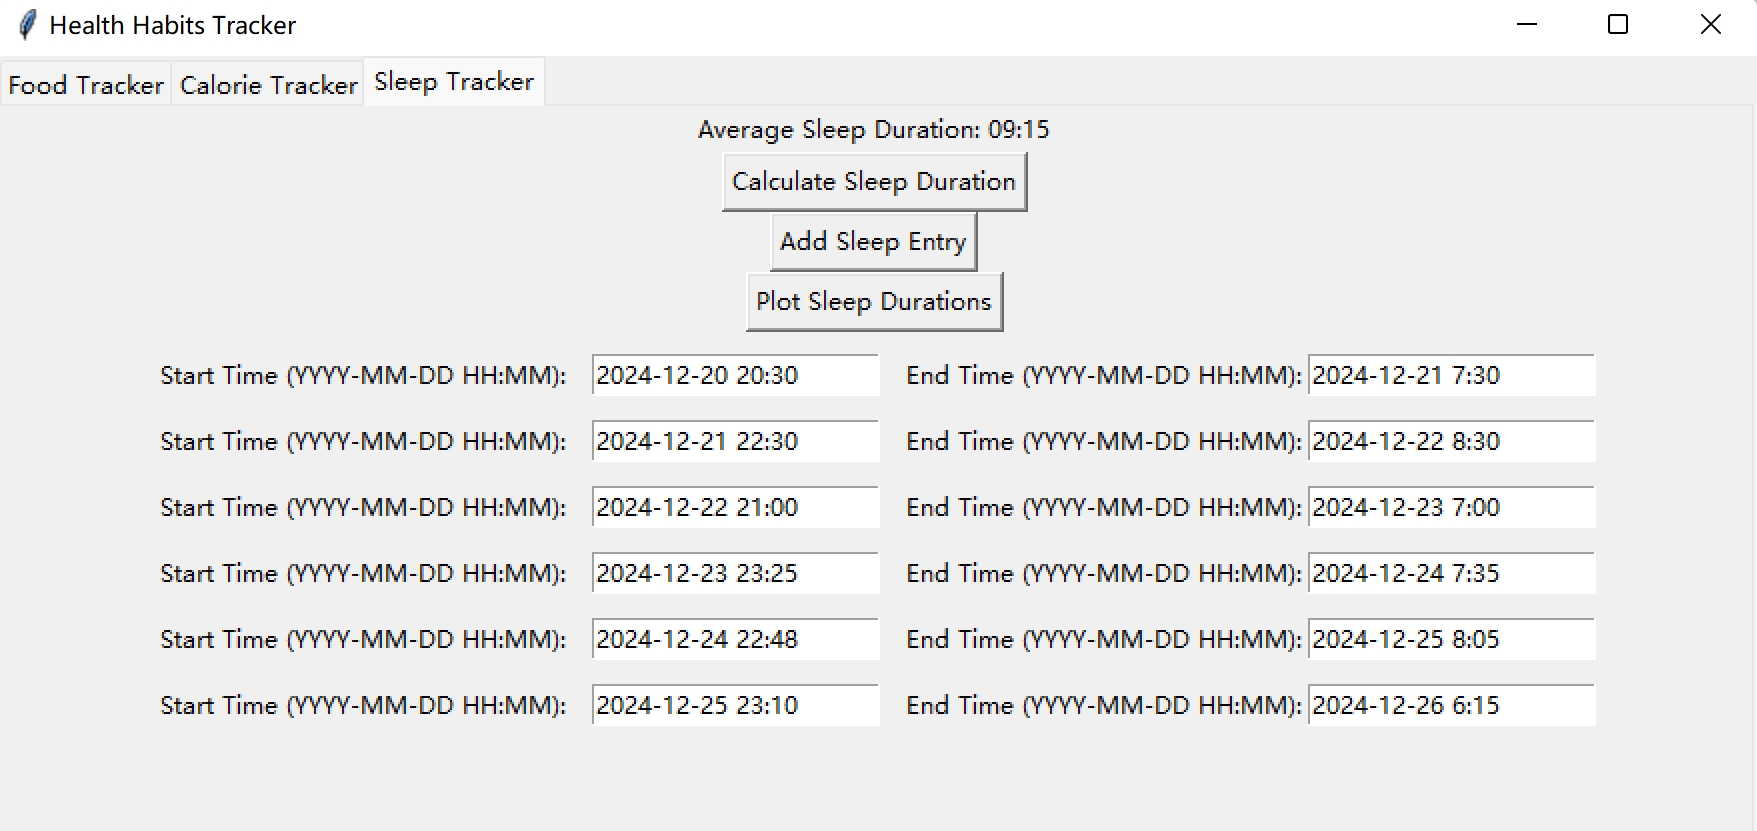 Health Habits Tracker
Food Tracker Calorie Tracker Sleep Tracker
Average Sleep Duration: 09:15
Calculate Sleep Duration
Add Sleep Entry
Plot Sleep Durations
Start Time (YYYY-MM-DD HH:MM): 2024-12-20 20:30 End Time (YYYY-MM-DD HH:MM): 2024-12-21 7:30
Start Time (YYYY-MM-DD HH:MM): 2024-12-21 22:30 End Time (YYYY-MM-DD HH:MM): 2024-12-22 8:30
Start Time (YYYY-MM-DD HH:MM): 2024-12-22 21:00 End Time (YYYY-MM-DD HH:MM): 2024-12-23 7:00
Start Time (YYYY-MM-DD HH:MM): 2024-12-23 23:25 End Time (YYYY-MM-DD HH:MM): 2024-12-24 7:35
Start Time (YYYY-MM-DD HH:MM): 2024-12-24 22:48 End Time (YYYY-MM-DD HH:MM): 2024-12-25 8:05
Start Time (YYYY-MM-DD HH:MM): 2024-12-25 23:10 End Time (YYYY-MM-DD HH:MM): 2024-12-26 6:15